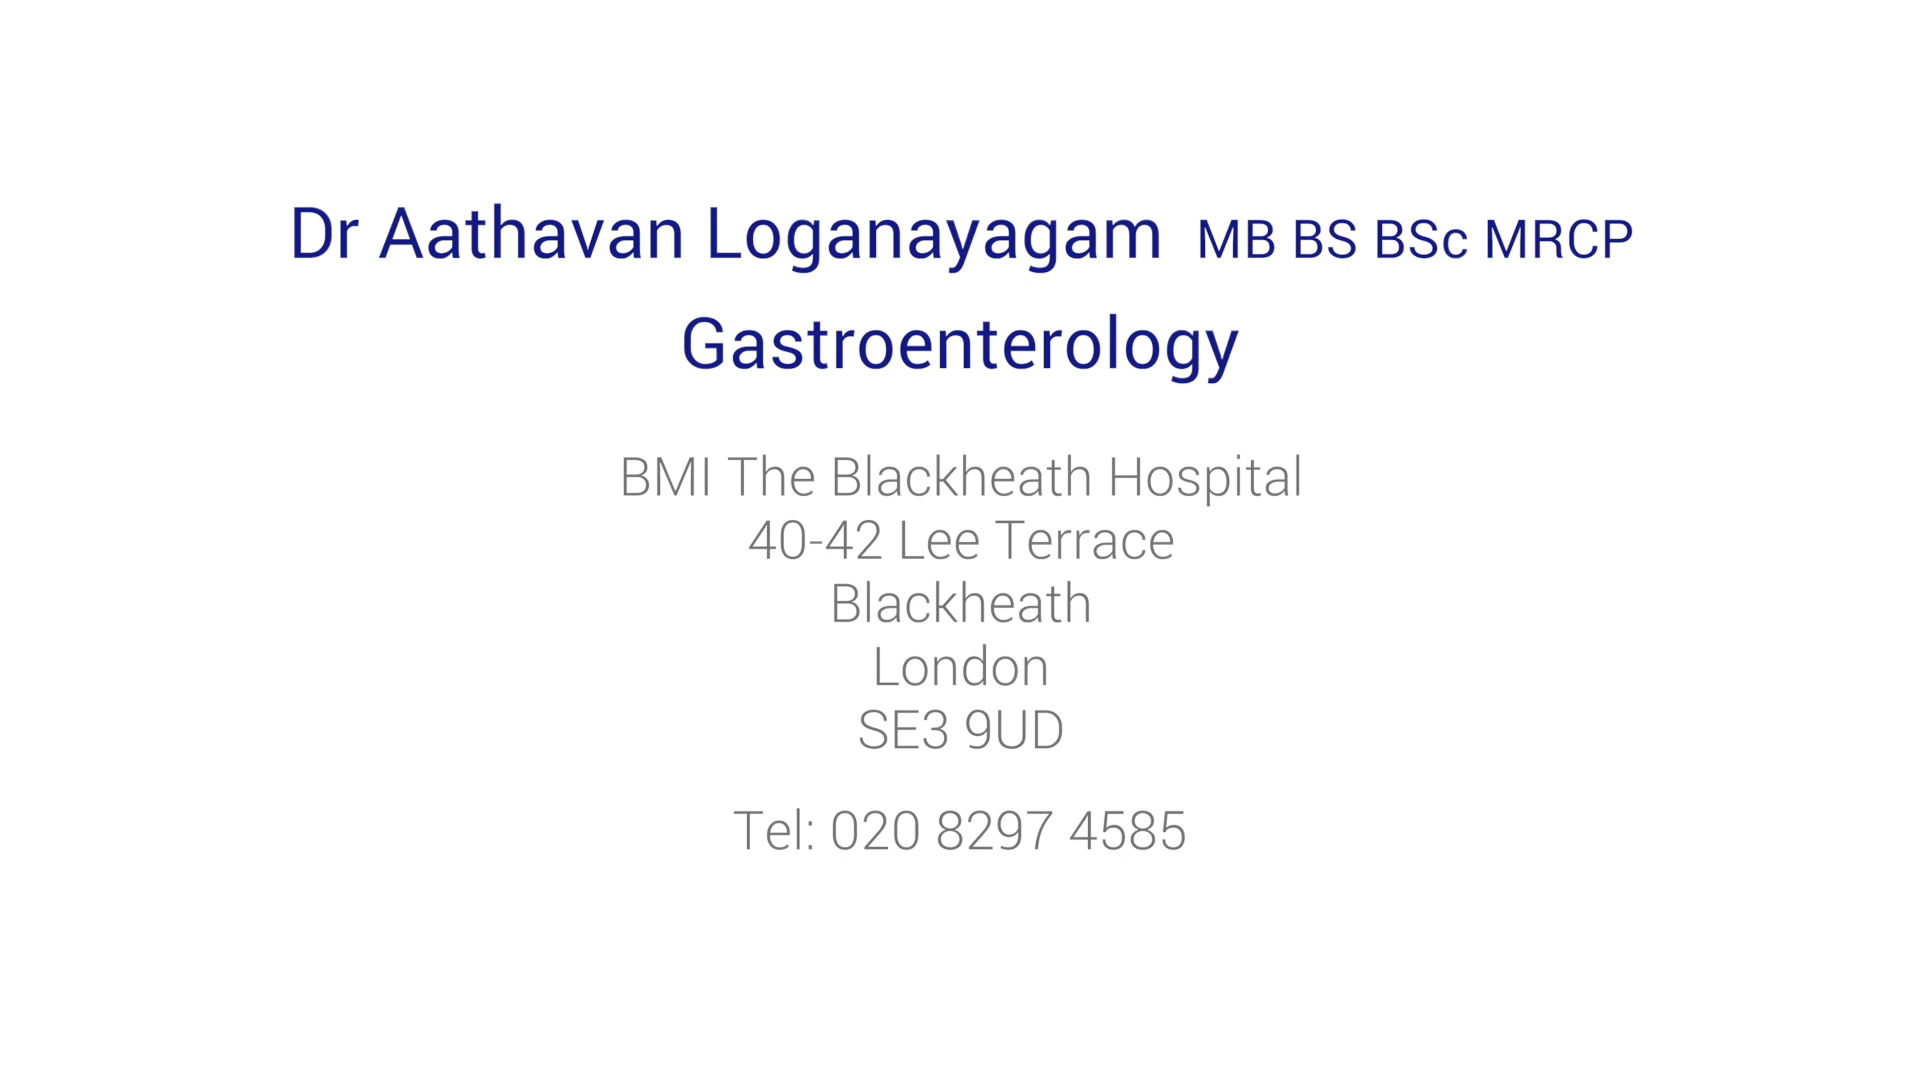 Dr Aathavan Loganayagam MB BS BSc MRCP
Gastroenterology
BMI The Blackheath Hospital
40-42 Lee Terrace
Blackheath
London
SE3 9UD
Tel: 020 8297 4585